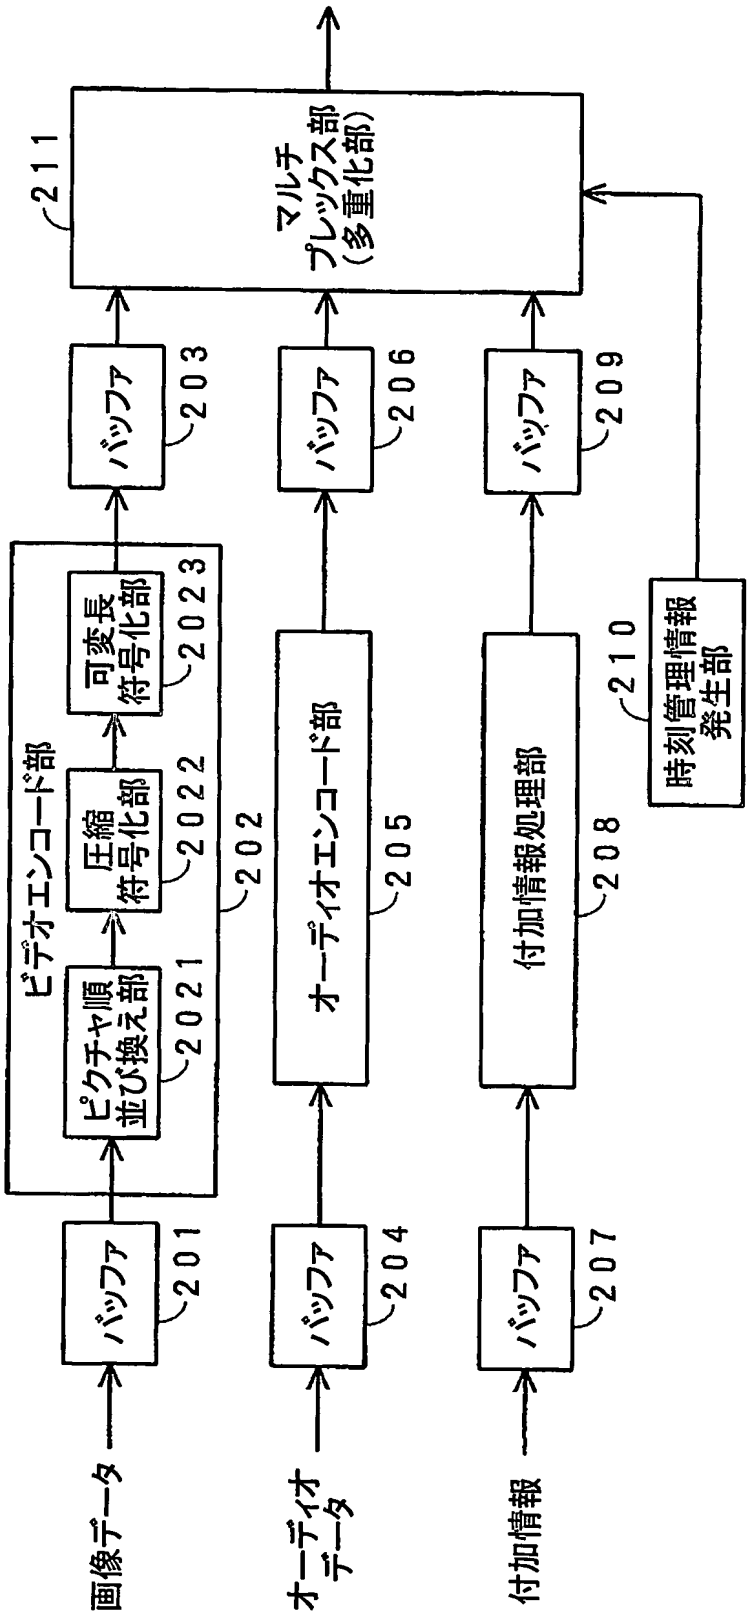 画像データ
バッファ
201
ビデオエンコード部
ピクチャ順
並び換え部
2021
圧縮
符号化部
2022
可変長
符号化部
2023
202
バッファ
203
オーディオ
データ
バッファ
204
オーディオエンコード部
205
バッファ
206
付加情報
バッファ
207
付加情報処理部
208
バッファ
209
時刻管理情報
発生部
210
マルチ
プレックス部
(多重化部)
211